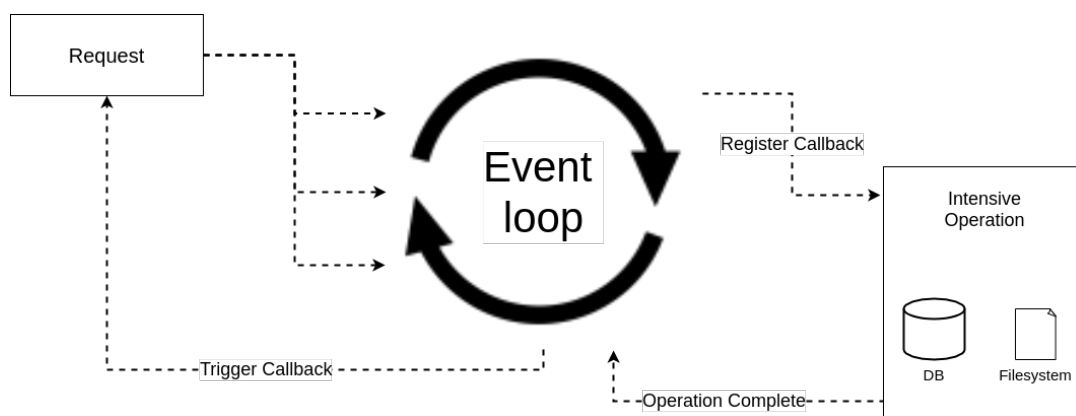 Request
Event
loop
Register Callback
Intensive
Operation
DB
Filesystem
Trigger Callback
Operation Complete